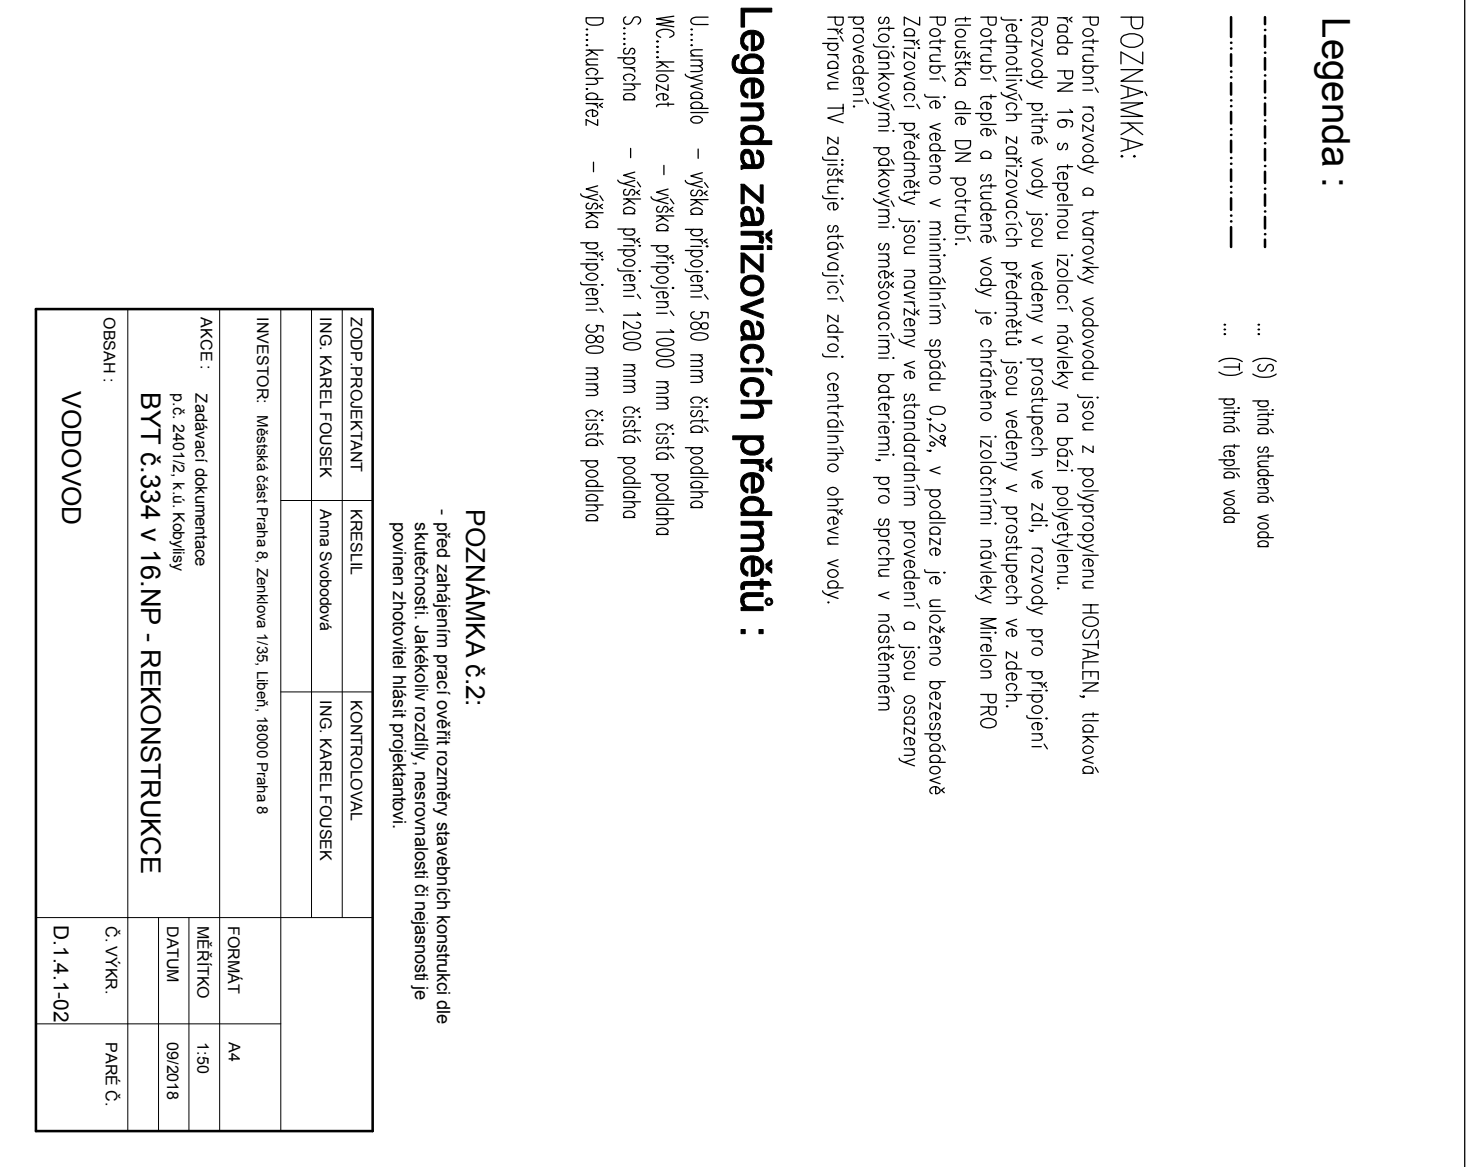 Legenda :
... (S) pitná studená voda
... (T) pitná teplá voda
POZNÁMKA:
Potrubní rozvody a tvarovky vodovodu jsou z polypropylenu HOSTALEN, tlaková
řada PN 16 s tepelnou izolací návleky na bázi polyetylenu.
Rozvody pitné vody jsou vedeny v prostupech ve zdi, rozvody pro připojení
jednotlivých zařizovacích předmětů jsou vedeny v prostupech ve zdech.
Potrubí teplé a studené vody je chráněno izolačními návleky Mirelon PRO
tloušťka dle DN potrubí.
Potrubí je vedeno v minimálním spádu 0,2%, v podlaze je uloženo bezespádově
Zařizovací předměty jsou navrženy ve standardním provedení a jsou osazeny
stojánkovými pákovými směšovacími bateriemi, pro sprchu v nástěnném
provedení.
Přípravu TV zajišťuje stávající zdroj centrálního ohřevu vody.
Legenda zařizovacích předmětů :
U....umyvadlo – výška připojení 580 mm čistá podlaha
WC....klozet – výška připojení 1000 mm čistá podlaha
S....sprcha – výška připojení 1200 mm čistá podlaha
D....kuch.dřez – výška připojení 580 mm čistá podlaha
POZNÁMKA č.2:
- před zahájením prací ověřit rozměry stavebních konstrukcí dle
skutečnosti. Jakékoliv rozdíly, nesrovnalosti či nejasnosti je
povinen zhotovitel hlásit projektantovi.
ZODP.PROJEKTANT KRESLIL KONTROLOVAL
ING. KAREL FOUSEK Anna Svobodová ING. KAREL FOUSEK
INVESTOR: Městská část Praha 8, Zenklova 1/35, Libeň, 18000 Praha 8
FORMÁT A4
AKCE : Zadávací dokumentace
MĚŘÍTKO 1:50
p.č. 2401/2, k.ú. Kobylisy
DATUM 09/2018
BYT č.334 v 16.NP - REKONSTRUKCE
OBSAH :
Č. VÝKR. PARÉ Č.
VODOVOD
D.1.4.1-02